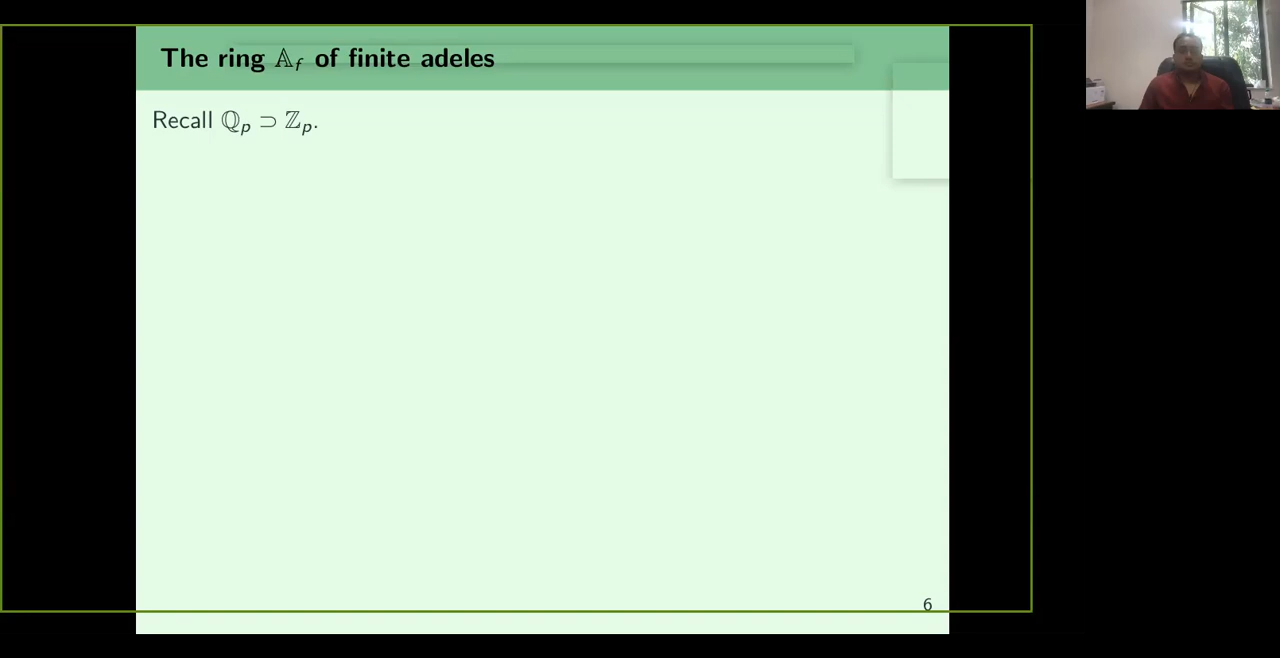 The ring 𝔸_f of finite adeles
Recall ℚ_p ⊃ ℤ_p.
6